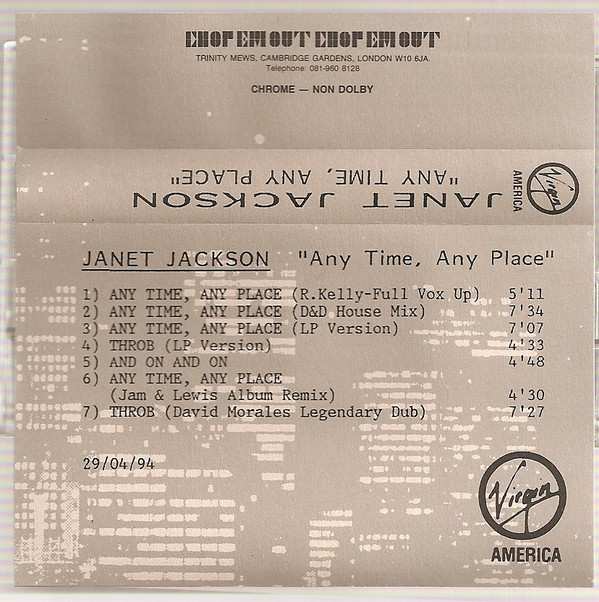 CHOP EM OUT CHOP EM OUT
TRINITY MEWS, CAMBRIDGE GARDENS, LONDON W10 6JA.
Telephone: 081-960 8128
CHROME — NON DOLBY
JANET JACKSON
"ANY TIME, ANY PLACE"
Virgin
AMERICA
JANET JACKSON "Any Time, Any Place"
1) ANY TIME, ANY PLACE (R.Kelly-Full Vox Up) 5'11
2) ANY TIME, ANY PLACE (D&D House Mix) 7'34
3) ANY TIME, ANY PLACE (LP Version) 7'07
4) THROB (LP Version) 4'33
5) AND ON AND ON 4'48
6) ANY TIME, ANY PLACE
(Jam & Lewis Album Remix) 4'30
7) THROB (David Morales Legendary Dub) 7'27
29/04/94
Virgin
AMERICA